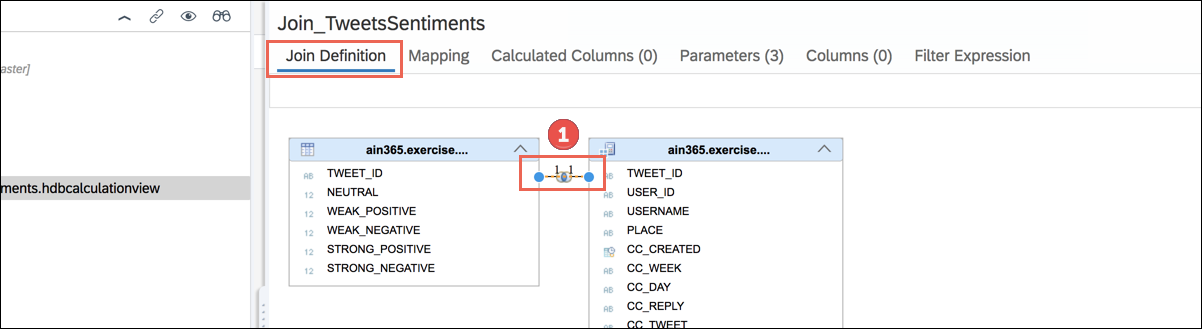 Join_TweetsSentiments
Join Definition Mapping Calculated Columns (0) Parameters (3) Columns (0) Filter Expression
aster]
ments.hdbcalculationview
1
ain365.exercise....
AB TWEET_ID
12 NEUTRAL
12 WEAK_POSITIVE
12 WEAK_NEGATIVE
12 STRONG_POSITIVE
12 STRONG_NEGATIVE
1 1
ain365.exercise....
AB TWEET_ID
AB USER_ID
AB USERNAME
AB PLACE
CC_CREATED
AB CC_WEEK
AB CC_DAY
AB CC_REPLY
AB CC_TWEET